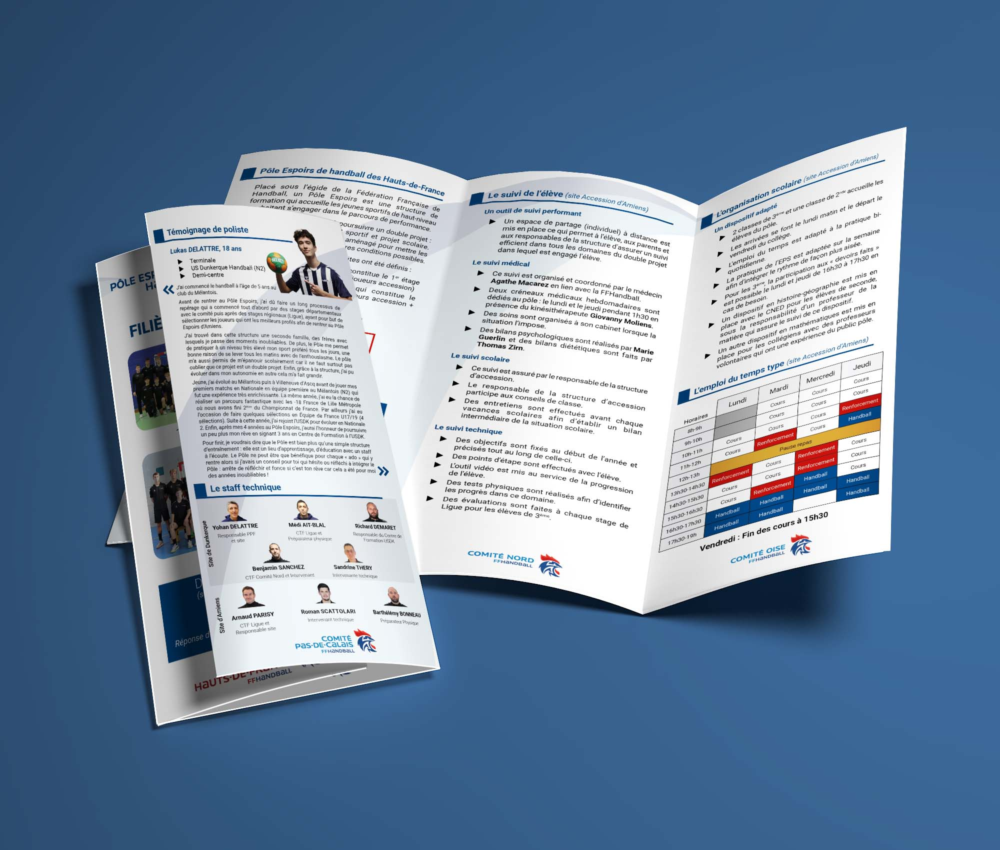 PÔLE ESP
FILIÈ
(s
Réponse d
HAUTS-DE-FRA
FFHANDBALL
Témoignage de poliste
Lukas DELATTRE, 18 ans
Terminale
US Dunkerque Handball (N2)
Demi-centre
SELECT
« J'ai commencé le handball à l'âge de 5 ans au
club du Mélantois.
Avant de rentrer au Pôle Espoirs, j'ai dû faire un long processus de
repérage qui a commencé tout d'abord par des stages départementaux
avec le comité puis après des stages régionaux (Ligue), ayant pour but de
sélectionner les joueurs qui ont les meilleurs profils afin de rentrer au Pôle
Espoirs d'Amiens.
J'ai trouvé dans cette structure une seconde famille, des frères avec
lesquels je passe des moments inoubliables. De plus, le Pôle me permet
de pratiquer à un niveau très élevé mon sport préféré tous les jours, une
bonne raison de se lever tous les matins avec de l'enthousiasme. Le pôle
m'a aussi permis de m'épanouir scolairement car il ne faut surtout pas
oublier que ce projet est un double projet. Enfin, grâce à la structure, j'ai pu
évoluer dans mon autonomie en autre cela m'a fait grandir.
Jeune, j'ai évolué au Mélantois puis à Villeneuve d'Ascq avant de jouer mes
premiers matchs en Nationale en équipe première au Mélantois (N2) qui
fut une expérience très enrichissante. La même année, j'ai eu la chance de
réaliser un parcours fantastique avec les -18 France de Lille Métropole
où nous avons fini 2ème du Championnat de France. Par ailleurs j'ai eu
l'occasion de faire quelques sélections en Équipe de France U17/19 (4
sélections). Suite à cette année, j'ai rejoint l'USDK pour évoluer en Nationale
2. Enfin, après mes 4 années au Pôle Espoirs, j'aurai l'honneur de poursuivre
un peu plus mon rêve en signant 3 ans en Centre de Formation à l'USDK.
Pour finir, je voudrais dire que le Pôle est bien plus qu'une simple structure
d'entraînement : elle est un lieu d'apprentissage, d'éducation avec un staff
à l'écoute. Le Pôle ne peut être que bénéfique pour chaque « ado » qui y
rentre alors si j'avais un conseil pour toi qui hésite ou réfléchi à intégrer le
Pôle : arrête de réfléchir et fonce si c'est ton rêve car cela a été pour moi
des années inoubliables ! »
Le staff technique
Site de Dunkerque
Yohan DELATTRE
Responsable PPF
et site
Médi AIT-BLAL
CTF Ligue et
Préparateur physique
Richard DEMARET
Responsable du Centre de
Formation USDK
Benjamin SANCHEZ
CTF Comité Nord et Intervenant
Sandrine THERY
Intervenante technique
Site d'Amiens
Arnaud PARISY
CTF Ligue et
Responsable site
Roman SCATTOLARI
Intervenant technique
Barthélémy BONNEAU
Préparateur Physique
COMITÉ
PAS-DE-CALAIS
FFHANDBALL
Pôle Espoirs de handball des Hauts-de-France
Placé sous l'égide de la Fédération Française de
Handball, un Pôle Espoirs est une structure de
formation qui accueille les jeunes sportifs de haut-niveau
s'engager dans le parcours de performance.
poursuivre un double projet :
sportif et projet scolaire.
aménagé pour mettre les
conditions possibles.
ont été définis :
constitue le 1er étage
joueurs accession)
qui constitue le
accession +
Le suivi de l'élève (site Accession d'Amiens)
Un outil de suivi performant
Un espace de partage (individuel) à distance est
mis en place ce qui permet à l'élève, aux parents et
aux responsables de la structure d'assurer un suivi
efficient dans tous les domaines du double projet
dans lequel est engagé l'élève.
Le suivi médical
Ce suivi est organisé et coordonné par le médecin
Agathe Macarez en lien avec la FFHandball.
Deux créneaux médicaux hebdomadaires sont
dédiés au pôle : le lundi et le jeudi pendant 1h30 en
présence du kinésithérapeute Giovanny Moliens.
Des soins sont organisés à son cabinet lorsque la
situation l'impose.
Des bilans psychologiques sont réalisés par Marie
Guerlin et des bilans diététiques sont faits par
Thomas Zirn.
Le suivi scolaire
Ce suivi est assuré par le responsable de la structure
d'accession.
Le responsable de la structure d'accession
participe aux conseils de classe.
Des entretiens sont effectués avant chaque
vacances scolaires afin d'établir un bilan
intermédiaire de la situation scolaire.
Le suivi technique
Des objectifs sont fixés au début de l'année et
précisés tout au long de celle-ci.
Des points d'étape sont effectués avec l'élève.
L'outil vidéo est mis au service de la progression
de l'élève.
Des tests physiques sont réalisés afin d'identifier
les progrès dans ce domaine.
Des évaluations sont faites à chaque stage de
Ligue pour les élèves de 3ème.
COMITÉ NORD
FFHANDBALL
L'organisation scolaire (site Accession d'Amiens)
Un dispositif adapté
2 classes de 3ème et une classe de 2nde accueille les
élèves du pôle.
Les arrivées se font le lundi matin et le départ le
vendredi du collège.
L'emploi du temps est adapté à la pratique bi-
quotidienne.
La pratique de l'EPS est adaptée sur la semaine
afin d'intégrer le rythme de façon plus aisée.
Pour les 3ème, la participation aux « devoirs faits »
est possible le lundi et jeudi de 16h30 à 17h30 en
cas de besoin.
Un dispositif en histoire-géographie est mis en
place avec le CNED pour les élèves de seconde,
sous la responsabilité d'un professeur de la
matière qui assure le suivi de ce dispositif.
Un autre dispositif en mathématiques est mis en
place pour les collégiens avec des professeurs
volontaires qui ont une expérience du public pôle.
L'emploi du temps type (site Accession d'Amiens)
Horaires Lundi Mardi Mercredi Jeudi
8h-9h Cours Cours Cours
9h-10h Cours Cours Cours
10h-11h Cours Cours Cours Renforcement
11h-12h Cours Renforcement Cours Handball
12h-13h Pause repas
13h30-14h30 Renforcement Cours Renforcement Cours
14h30-15h30 Cours Cours Renforcement Cours
15h30-16h30 Cours Renforcement Handball Cours
16h30-17h30 Handball Handball Handball Handball
17h30-19h Handball Handball Handball
Vendredi : Fin des cours à 15h30
COMITÉ OISE
FFHANDBALL